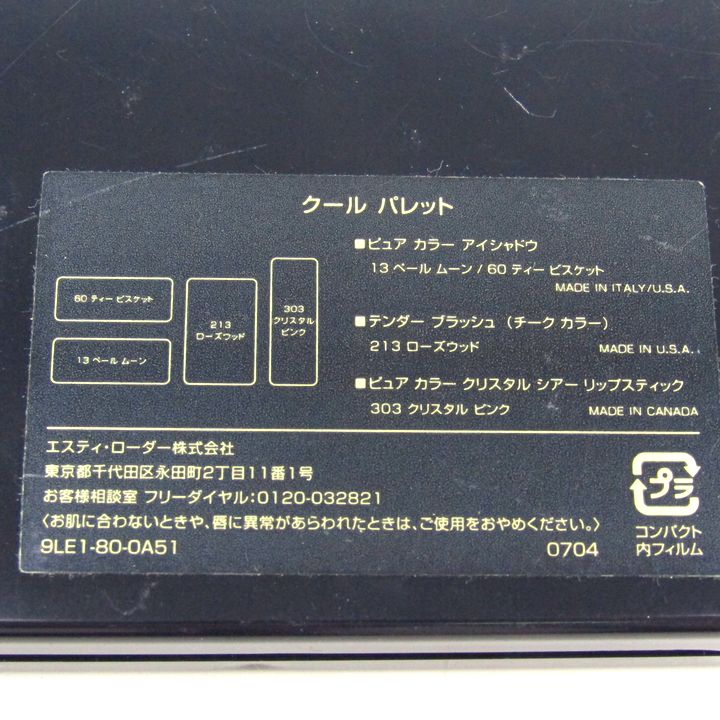 クール パレット
60 ティー ビスケット
13 ペール ムーン
213
ローズウッド
303
クリスタル
ピンク
■ピュア カラー アイシャドウ
13 ペール ムーン / 60 ティー ビスケット
MADE IN ITALY/U.S.A.
■テンダー ブラッシュ (チーク カラー)
213 ローズウッド MADE IN U.S.A.
■ピュア カラー クリスタル シアー リップスティック
303 クリスタル ピンク MADE IN CANADA
エスティ・ローダー株式会社
東京都千代田区永田町2丁目11番1号
お客様相談室 フリーダイヤル:0120-032821
〈お肌に合わないときや、唇に異常があらわれたときは、ご使用をおやめください。〉
9LE1-80-0A51 0704
プラ
コンパクト
内フィルム